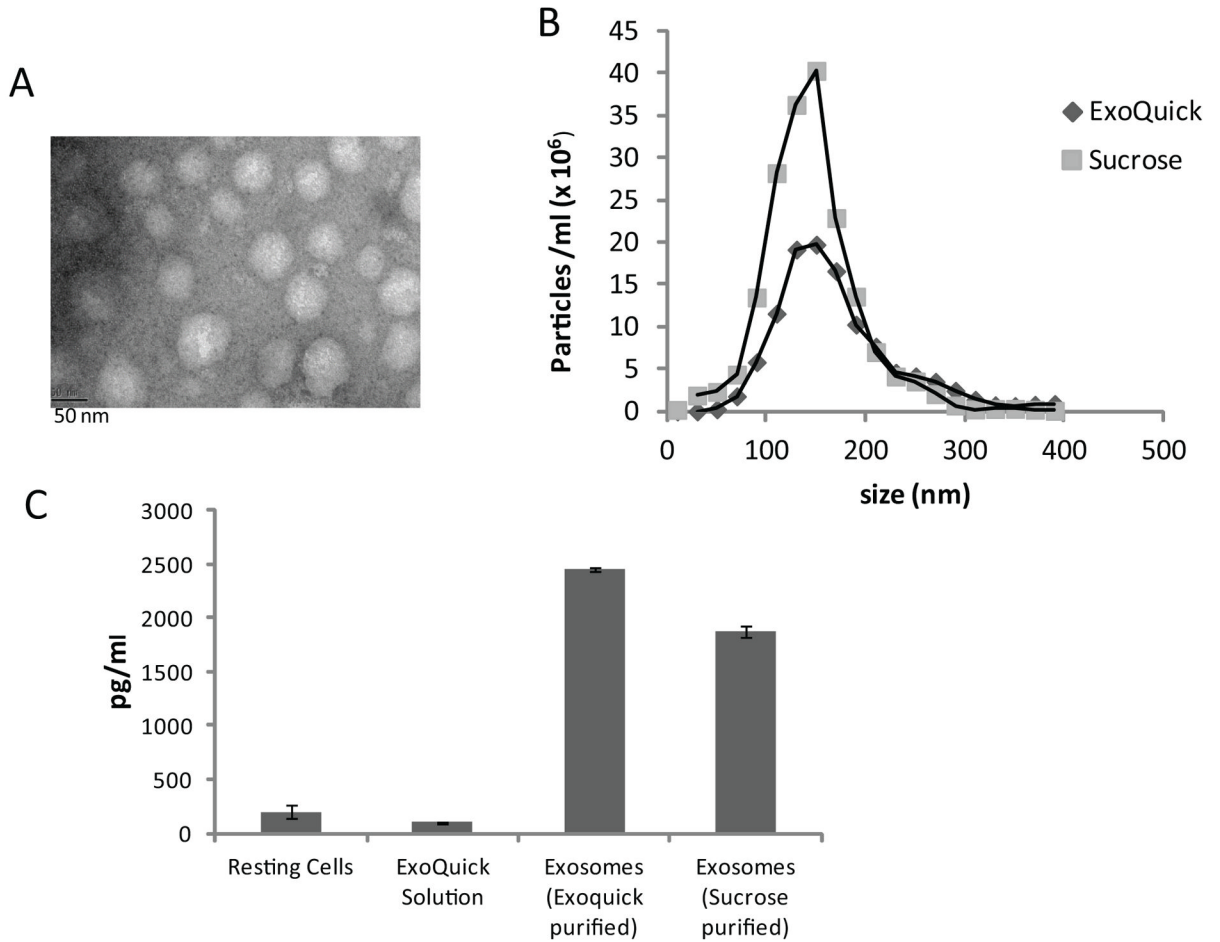 A
50 nm
B
45
40
35
30
25
20
15
10
5
0
Particles /ml (x 10⁶)
0 100 200 300 400 500
size (nm)
ExoQuick
Sucrose
C
3000
2500
2000
1500
1000
500
0
pg/ml
Resting Cells
ExoQuick
Solution
Exosomes
(Exoquick
purified)
Exosomes
(Sucrose
purified)